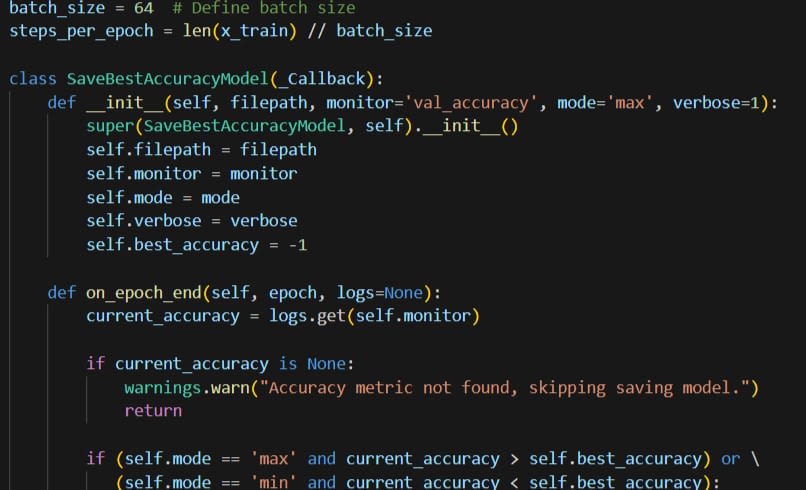 batch_size = 64  # Define batch size
steps_per_epoch = len(x_train) // batch_size

class SaveBestAccuracyModel(_Callback):
    def __init__(self, filepath, monitor='val_accuracy', mode='max', verbose=1):
        super(SaveBestAccuracyModel, self).__init__()
        self.filepath = filepath
        self.monitor = monitor
        self.mode = mode
        self.verbose = verbose
        self.best_accuracy = -1

    def on_epoch_end(self, epoch, logs=None):
        current_accuracy = logs.get(self.monitor)

        if current_accuracy is None:
            warnings.warn("Accuracy metric not found, skipping saving model.")
            return

        if (self.mode == 'max' and current_accuracy > self.best_accuracy) or \
           (self.mode == 'min' and current_accuracy < self.best_accuracy):